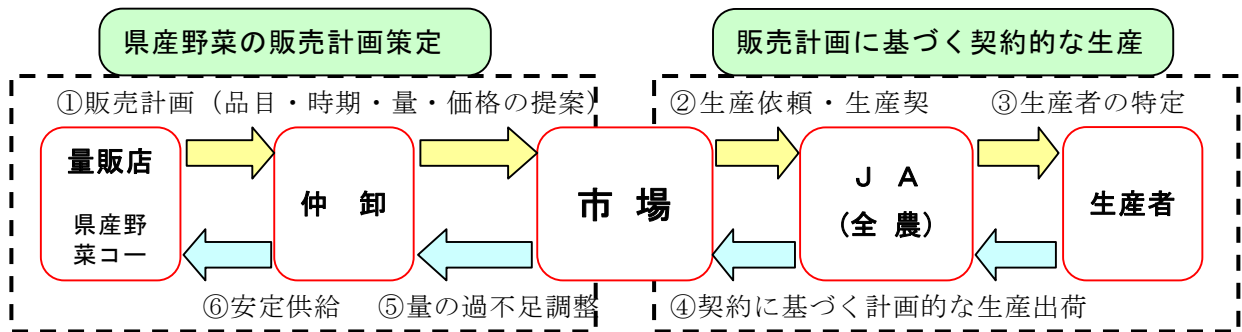 県産野菜の販売計画策定
販売計画に基づく契約的な生産
①販売計画（品目・時期・量・価格の提案）
②生産依頼・生産契
③生産者の特定
量販店
県産野
菜コー
仲 卸
市 場
Ｊ Ａ
(全 農)
生産者
⑥安定供給
⑤量の過不足調整
④契約に基づく計画的な生産出荷